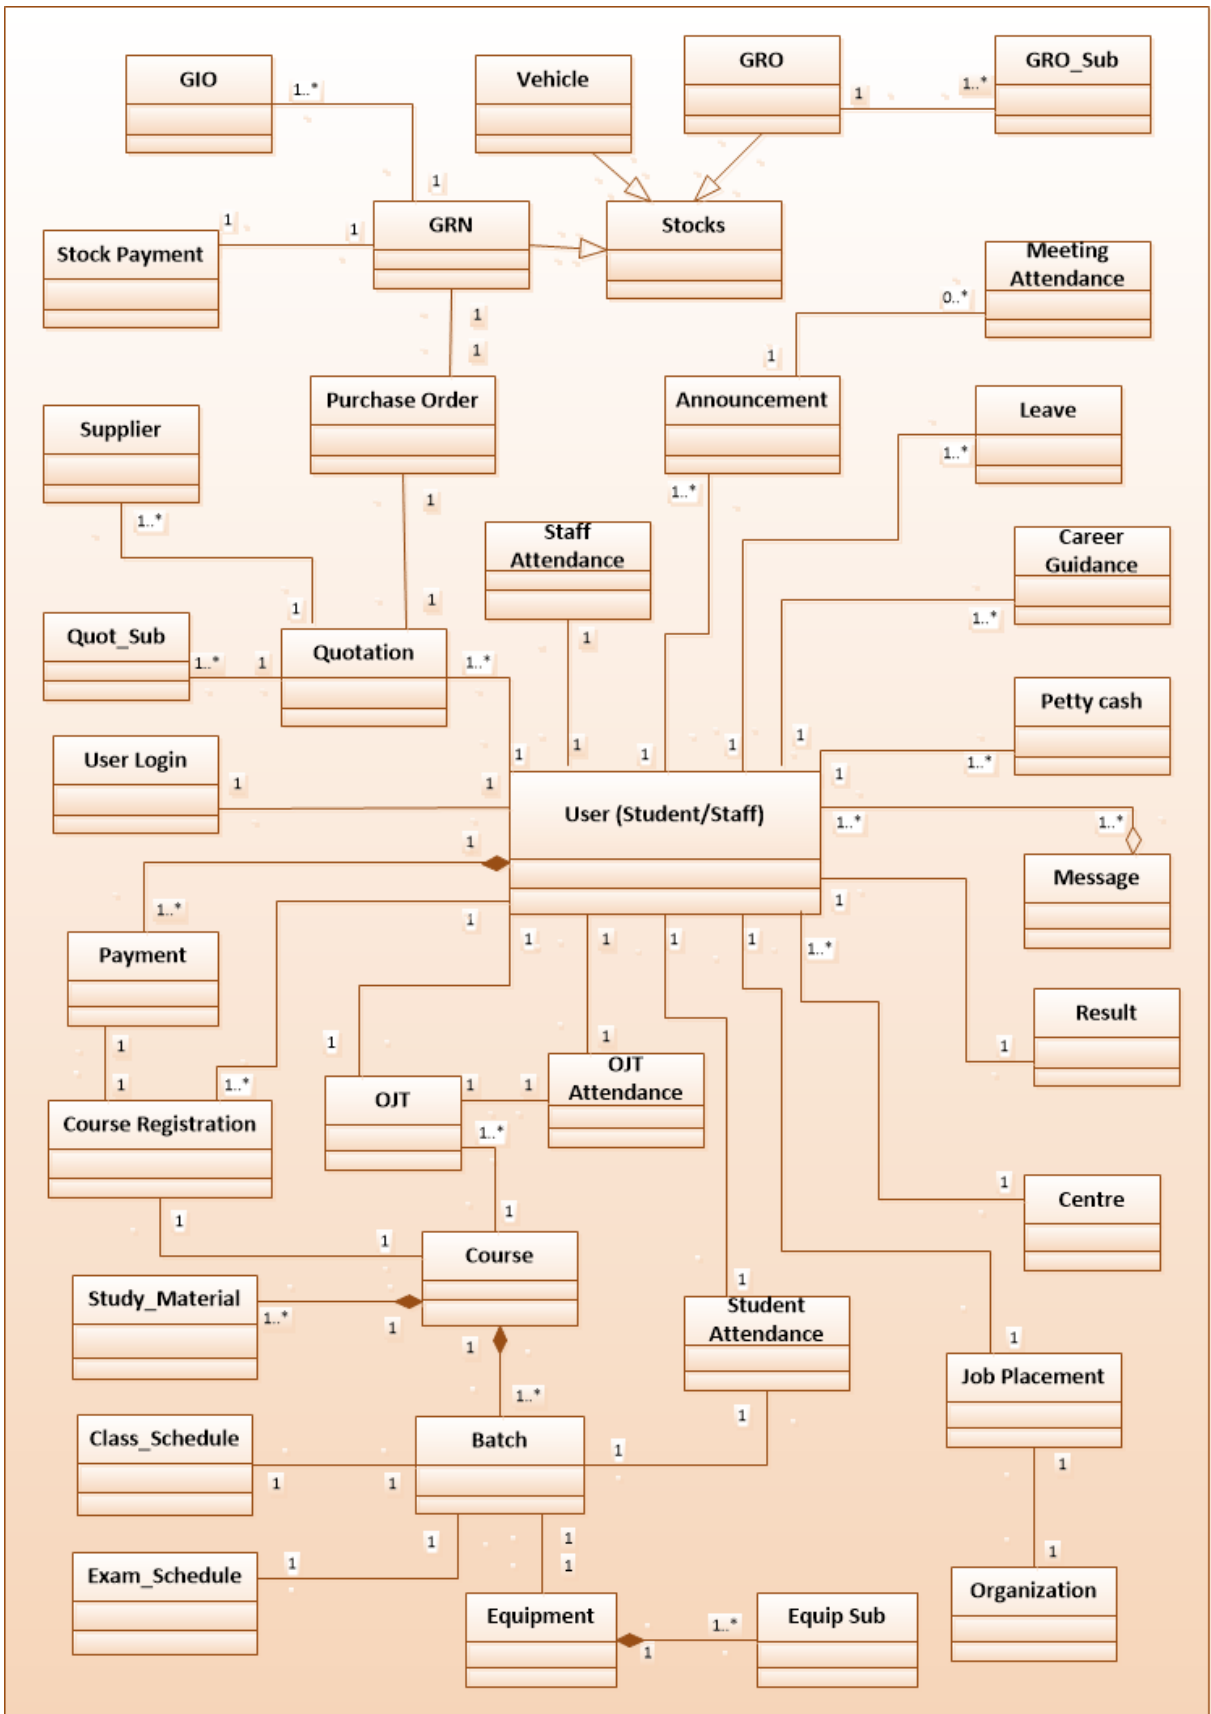 GIO
1..*
Vehicle
GRO
1
1..*
GRO_Sub
1
GRN
1
1
Stock Payment
Stocks
Meeting
Attendance
0..*
1
1
1
Purchase Order
Announcement
Leave
1..*
Supplier
1..*
1
1..*
Staff
Attendance
1
Career
Guidance
1..*
1
1
1
Quot_Sub
1..*
1
Quotation
1..*
Petty cash
1..*
1
1
1
1
1
1
User Login
1
1
User (Student/Staff)
1..*
1..*
Message
1
1..*
Payment
1
1
1
1
1
1
1..*
1
1
1
1..*
Course Registration
1
OJT
1
1
1
OJT
Attendance
1..*
Result
1
1
1
1
Course
Centre
1
Study_Material
1..*
1
1
1..*
1
Student
Attendance
1
1
Job Placement
1
Class_Schedule
1
1
Batch
1
1
1
1
1
Exam_Schedule
1
Organization
Equipment
1
1..*
Equip Sub